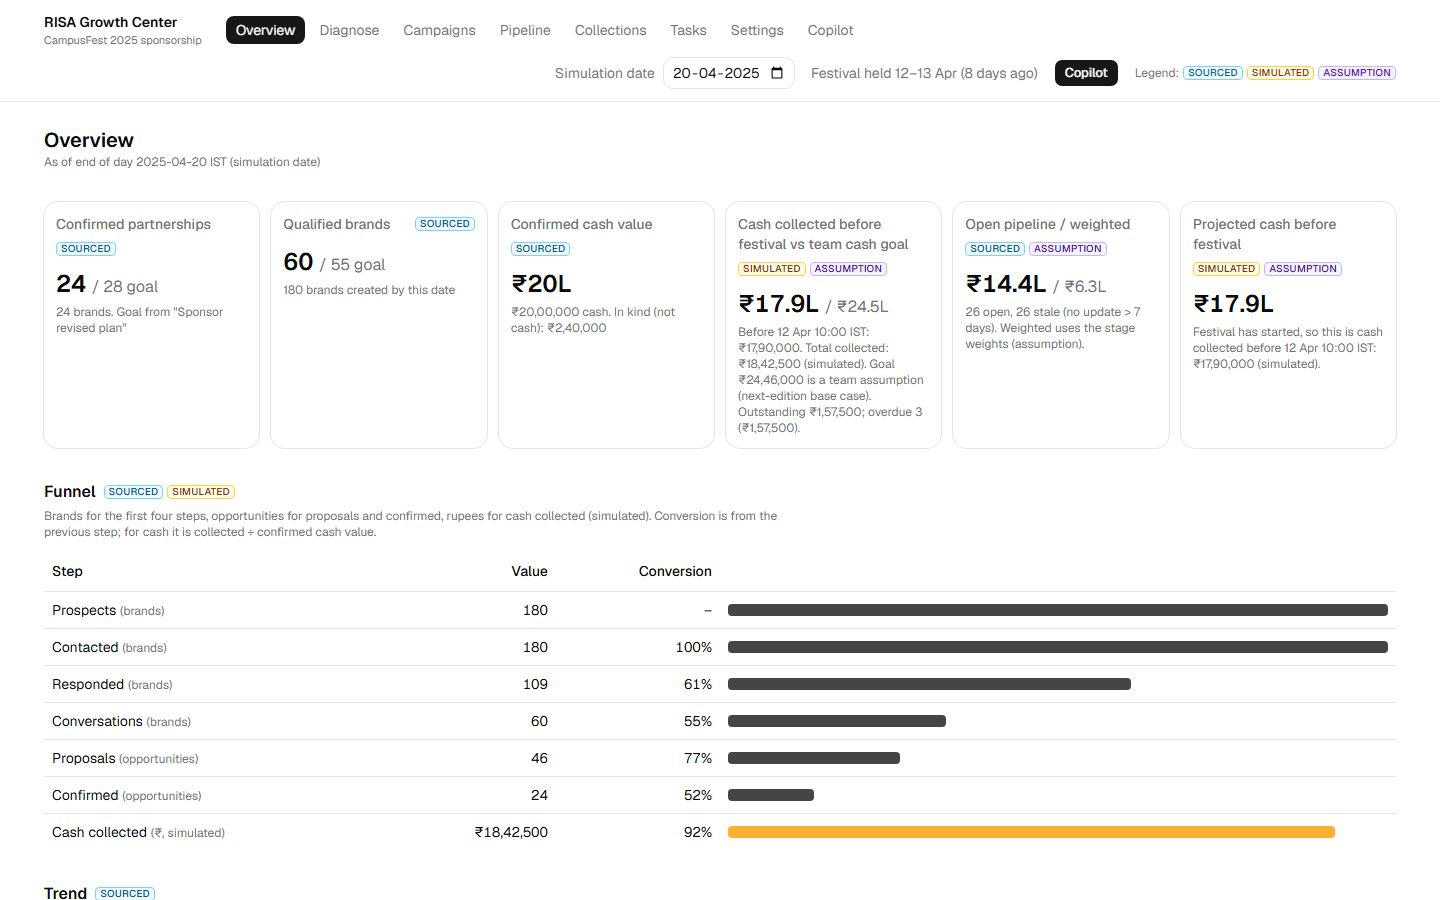 RISA Growth Center
CampusFest 2025 sponsorship
Overview Diagnose Campaigns Pipeline Collections Tasks Settings Copilot
Simulation date 20-04-2025 Festival held 12–13 Apr (8 days ago) Copilot Legend: SOURCED SIMULATED ASSUMPTION
Overview
As of end of day 2025-04-20 IST (simulation date)
Confirmed partnerships
SOURCED
24 / 28 goal
24 brands. Goal from "Sponsor
revised plan"
Qualified brands SOURCED
60 / 55 goal
180 brands created by this date
Confirmed cash value
SOURCED
₹20L
₹20,00,000 cash. In kind (not
cash): ₹2,40,000
Cash collected before
festival vs team cash goal
SIMULATED ASSUMPTION
₹17.9L / ₹24.5L
Before 12 Apr 10:00 IST:
₹17,90,000. Total collected:
₹18,42,500 (simulated). Goal
₹24,46,000 is a team assumption
(next-edition base case).
Outstanding ₹1,57,500; overdue 3
(₹1,57,500).
Open pipeline / weighted
SOURCED ASSUMPTION
₹14.4L / ₹6.3L
26 open, 26 stale (no update > 7
days). Weighted uses the stage
weights (assumption).
Projected cash before
festival
SIMULATED ASSUMPTION
₹17.9L
Festival has started, so this is cash
collected before 12 Apr 10:00 IST:
₹17,90,000 (simulated).
Funnel SOURCED SIMULATED
Brands for the first four steps, opportunities for proposals and confirmed, rupees for cash collected (simulated). Conversion is from the
previous step; for cash it is collected ÷ confirmed cash value.
Step Value Conversion
Prospects (brands) 180 –
Contacted (brands) 180 100%
Responded (brands) 109 61%
Conversations (brands) 60 55%
Proposals (opportunities) 46 77%
Confirmed (opportunities) 24 52%
Cash collected (₹, simulated) ₹18,42,500 92%
Trend SOURCED